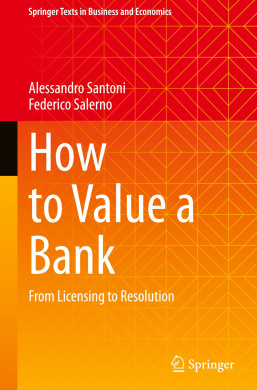 Springer Texts in Business and Economics
Alessandro Santoni
Federico Salerno
How
to Value a
Bank
From Licensing to Resolution
Springer